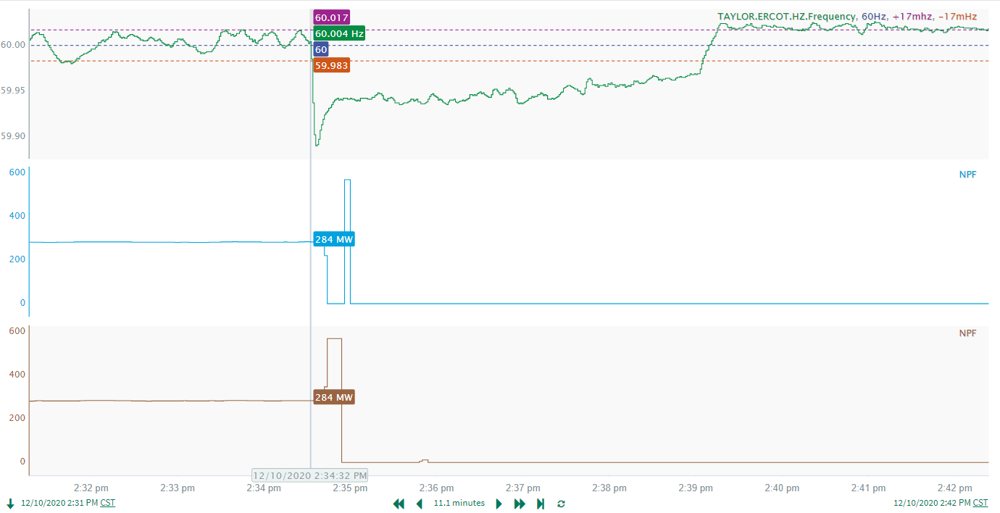 60.017
TAYLOR.ERCOT.HZ.Frequency, 60Hz, +17mhz, -17mHz
60.004 Hz
60.00
60
59.983
59.95
59.90
600
NPF
400
284 MW
200
0
600
NPF
400
284 MW
200
0
12/10/2020 2:34:32 PM
2:32 pm 2:33 pm 2:34 pm 2:35 pm 2:36 pm 2:37 pm 2:38 pm 2:39 pm 2:40 pm 2:41 pm 2:42 pm
12/10/2020 2:31 PM CST 11.1 minutes 12/10/2020 2:42 PM CST